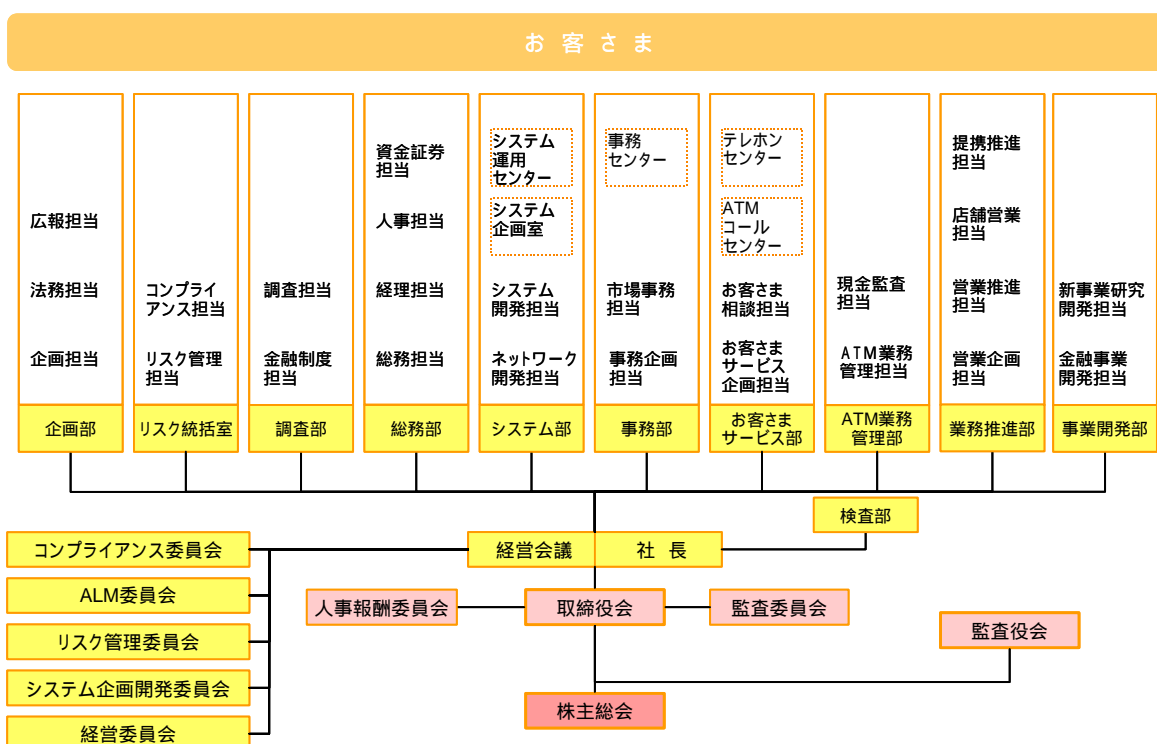 お客さま
広報担当
法務担当
企画担当
企画部
コンプライ
アンス担当
リスク管理
担当
リスク統括室
調査担当
金融制度
担当
調査部
資金証券
担当
人事担当
経理担当
総務担当
総務部
システム
運用
センター
システム
企画室
システム
開発担当
ネットワーク
開発担当
システム部
事務
センター
市場事務
担当
事務企画
担当
事務部
テレホン
センター
ATM
コール
センター
お客さま
相談担当
お客さま
サービス
企画担当
お客さま
サービス部
現金監査
担当
ATM業務
管理担当
ATM業務
管理部
提携推進
担当
店舗営業
担当
営業推進
担当
営業企画
担当
業務推進部
新事業研究
開発担当
金融事業
開発担当
事業開発部
検査部
経営会議
社 長
コンプライアンス委員会
ALM委員会
リスク管理委員会
システム企画開発委員会
経営委員会
人事報酬委員会
取締役会
監査委員会
監査役会
株主総会